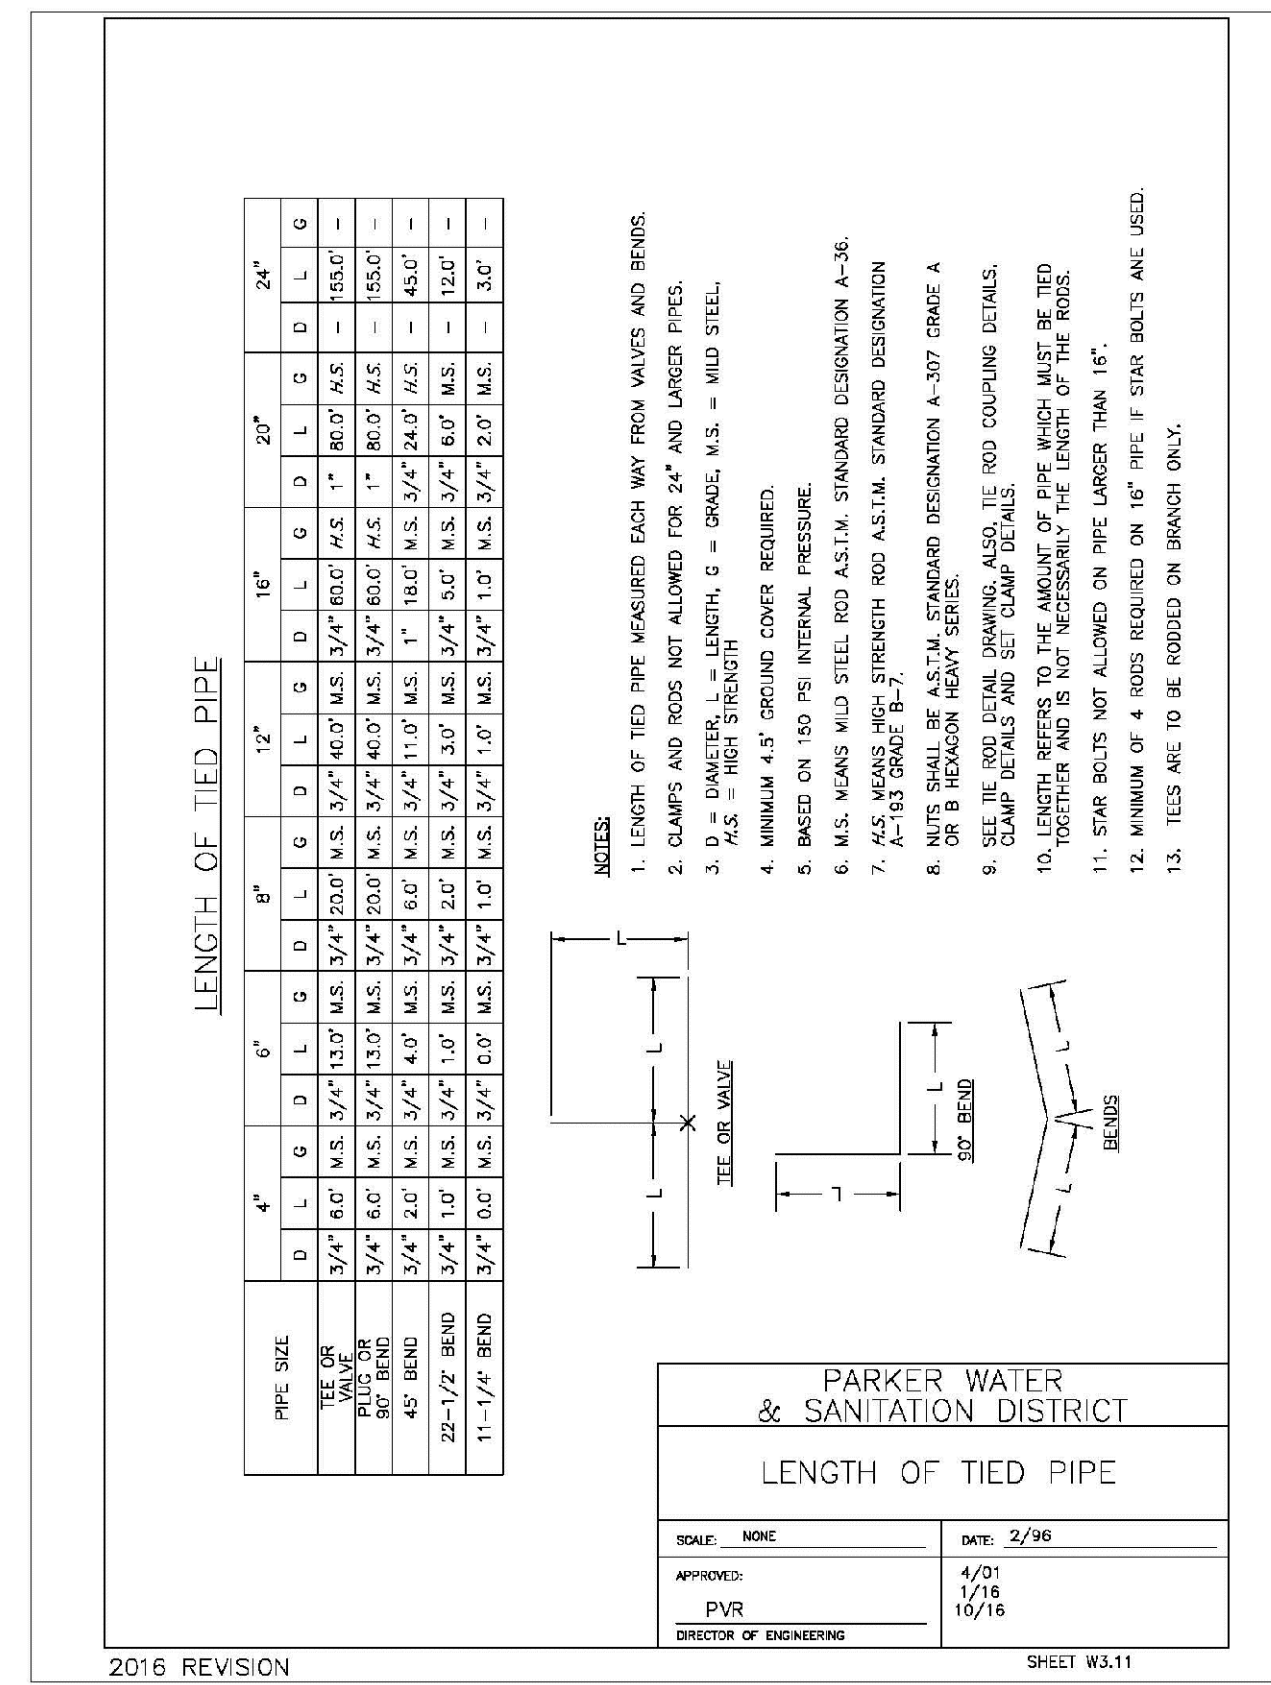 LENGTH OF TIED PIPE
PIPE SIZE 4" 6" 8" 12" 16" 20" 24"
D L G D L G D L G D L G D L G D L G D L G
TEE OR VALVE 3/4" 6.0' M.S. 3/4" 13.0' M.S. 3/4" 20.0' M.S. 3/4" 40.0' M.S. 3/4" 60.0' H.S. 1" 80.0' H.S. – 155.0' –
PLUG OR 90° BEND 3/4" 6.0' M.S. 3/4" 13.0' M.S. 3/4" 20.0' M.S. 3/4" 40.0' M.S. 3/4" 60.0' H.S. 1" 80.0' H.S. – 155.0' –
45° BEND 3/4" 2.0' M.S. 3/4" 4.0' M.S. 3/4" 6.0' M.S. 3/4" 11.0' M.S. 1" 18.0' M.S. 3/4" 24.0' H.S. – 45.0' –
22-1/2° BEND 3/4" 1.0' M.S. 3/4" 1.0' M.S. 3/4" 2.0' M.S. 3/4" 3.0' M.S. 3/4" 5.0' M.S. 3/4" 6.0' M.S. – 12.0' –
11-1/4° BEND 3/4" 0.0' M.S. 3/4" 0.0' M.S. 3/4" 1.0' M.S. 3/4" 1.0' M.S. 3/4" 1.0' M.S. 3/4" 2.0' M.S. – 3.0' –
L
L
L
TEE OR VALVE
L
L
90° BEND
L
L
BENDS
NOTES:
1. LENGTH OF TIED PIPE MEASURED EACH WAY FROM VALVES AND BENDS.
2. CLAMPS AND RODS NOT ALLOWED FOR 24" AND LARGER PIPES.
3. D = DIAMETER, L = LENGTH, G = GRADE, M.S. = MILD STEEL,
H.S. = HIGH STRENGTH
4. MINIMUM 4.5' GROUND COVER REQUIRED.
5. BASED ON 150 PSI INTERNAL PRESSURE.
6. M.S. MEANS MILD STEEL ROD A.S.T.M. STANDARD DESIGNATION A-36.
7. H.S. MEANS HIGH STRENGTH ROD A.S.T.M. STANDARD DESIGNATION
A-193 GRADE B-7.
8. NUTS SHALL BE A.S.T.M. STANDARD DESIGNATION A-307 GRADE A
OR B HEXAGON HEAVY SERIES.
9. SEE TIE ROD DETAIL DRAWING. ALSO, TIE ROD COUPLING DETAILS,
CLAMP DETAILS AND SET CLAMP DETAILS.
10. LENGTH REFERS TO THE AMOUNT OF PIPE WHICH MUST BE TIED
TOGETHER AND IS NOT NECESSARILY THE LENGTH OF THE RODS.
11. STAR BOLTS NOT ALLOWED ON PIPE LARGER THAN 16".
12. MINIMUM OF 4 RODS REQUIRED ON 16" PIPE IF STAR BOLTS ANE USED.
13. TEES ARE TO BE RODDED ON BRANCH ONLY.
PARKER WATER
& SANITATION DISTRICT
LENGTH OF TIED PIPE
SCALE: NONE
DATE: 2/96
APPROVED:
PVR
DIRECTOR OF ENGINEERING
4/01
1/16
10/16
2016 REVISION
SHEET W3.11